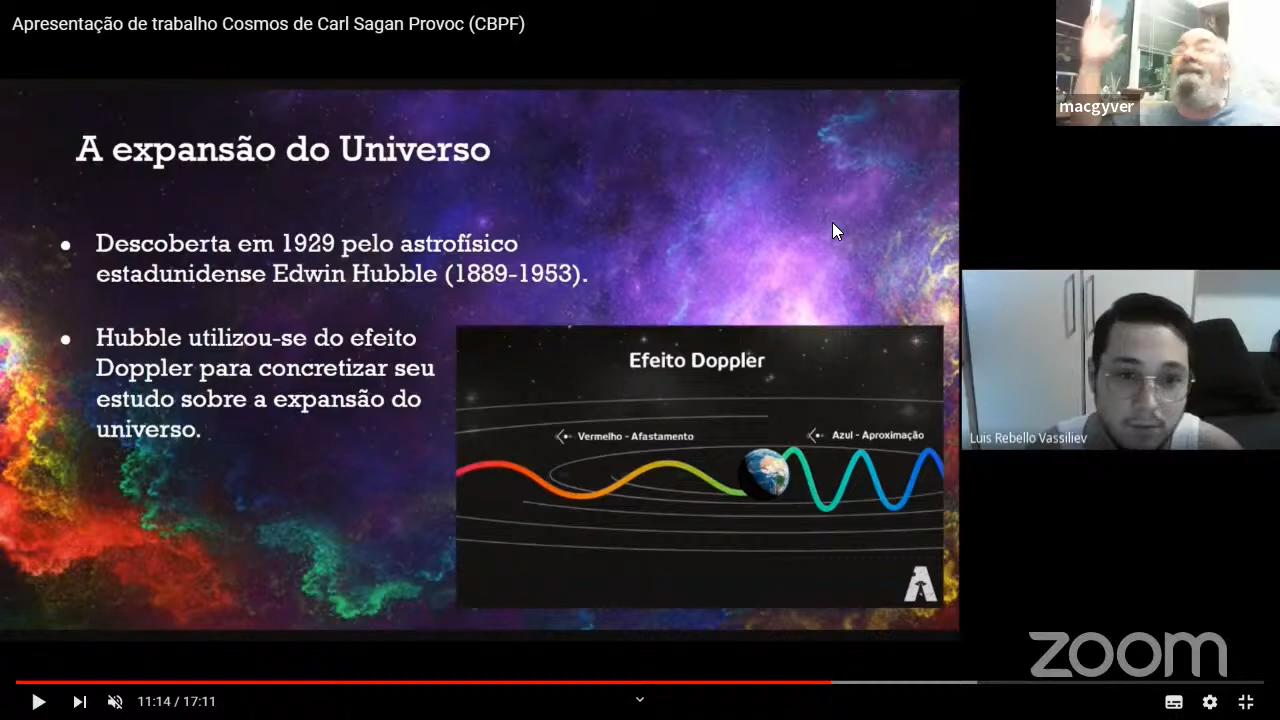 Apresentação de trabalho Cosmos de Carl Sagan Provoc (CBPF)
macgyver
A expansão do Universo
Descoberta em 1929 pelo astrofísico
estadunidense Edwin Hubble (1889-1953).
Hubble utilizou-se do efeito
Doppler para concretizar seu
estudo sobre a expansão do
universo.
Efeito Doppler
Vermelho - Afastamento
Azul - Aproximação
Luis Rebello Vassiliev
zoom
11:14 / 17:11